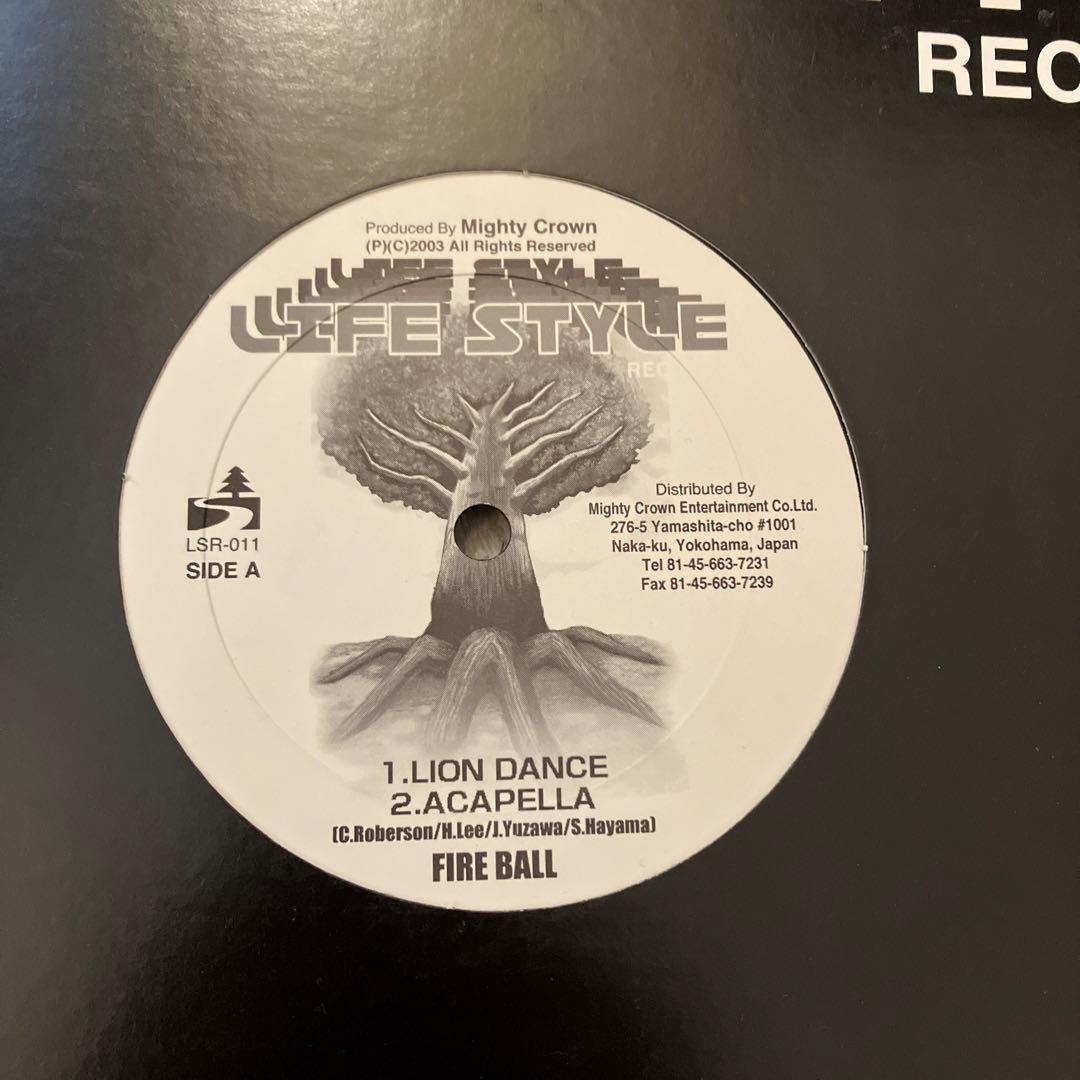 REC
Produced By Mighty Crown
(P)(C)2003 All Rights Reserved
LIFE STYLE
LIFE STYLE
REC
LSR-011
SIDE A
Distributed By
Mighty Crown Entertainment Co.Ltd.
276-5 Yamashita-cho #1001
Naka-ku, Yokohama, Japan
Tel 81-45-663-7231
Fax 81-45-663-7239
1.LION DANCE
2.ACAPELLA
(C.Roberson/H.Lee/J.Yuzawa/S.Hayama)
FIRE BALL